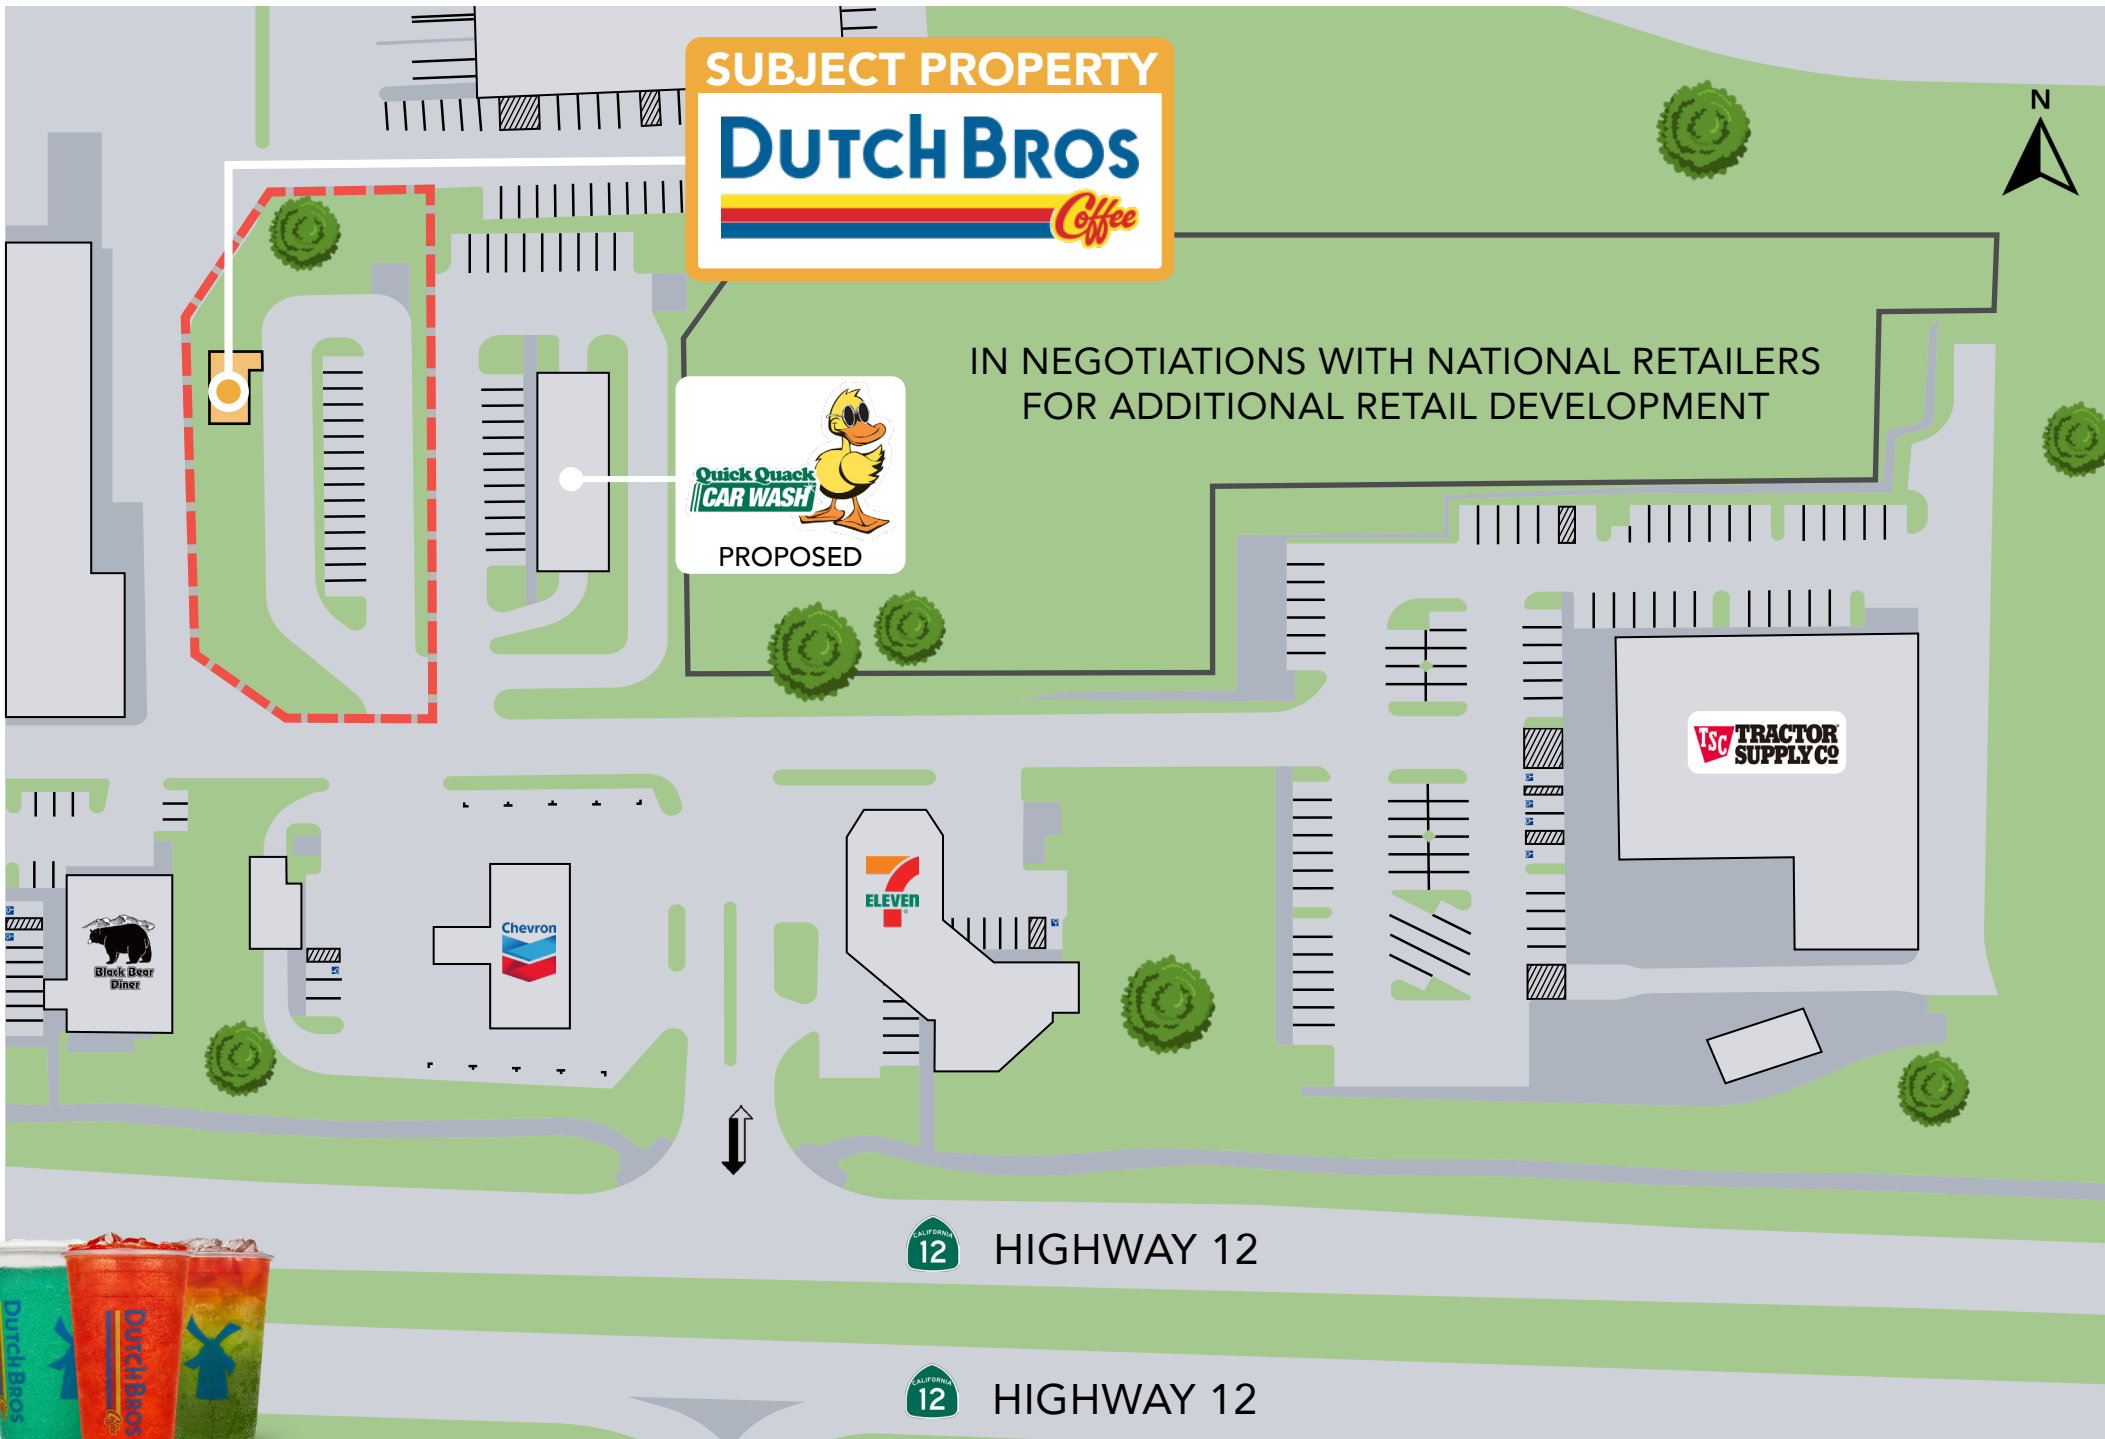 SUBJECT PROPERTY
DUTCH BROS
Coffee
N
IN NEGOTIATIONS WITH NATIONAL RETAILERS
FOR ADDITIONAL RETAIL DEVELOPMENT
Quick Quack
CAR WASH
PROPOSED
TSC TRACTOR
SUPPLY CO
Chevron
7
ELEVEN
Black Bear
Diner
CALIFORNIA
12
HIGHWAY 12
CALIFORNIA
12
HIGHWAY 12
DUTCH BROS
DUTCH BROS
Coffee